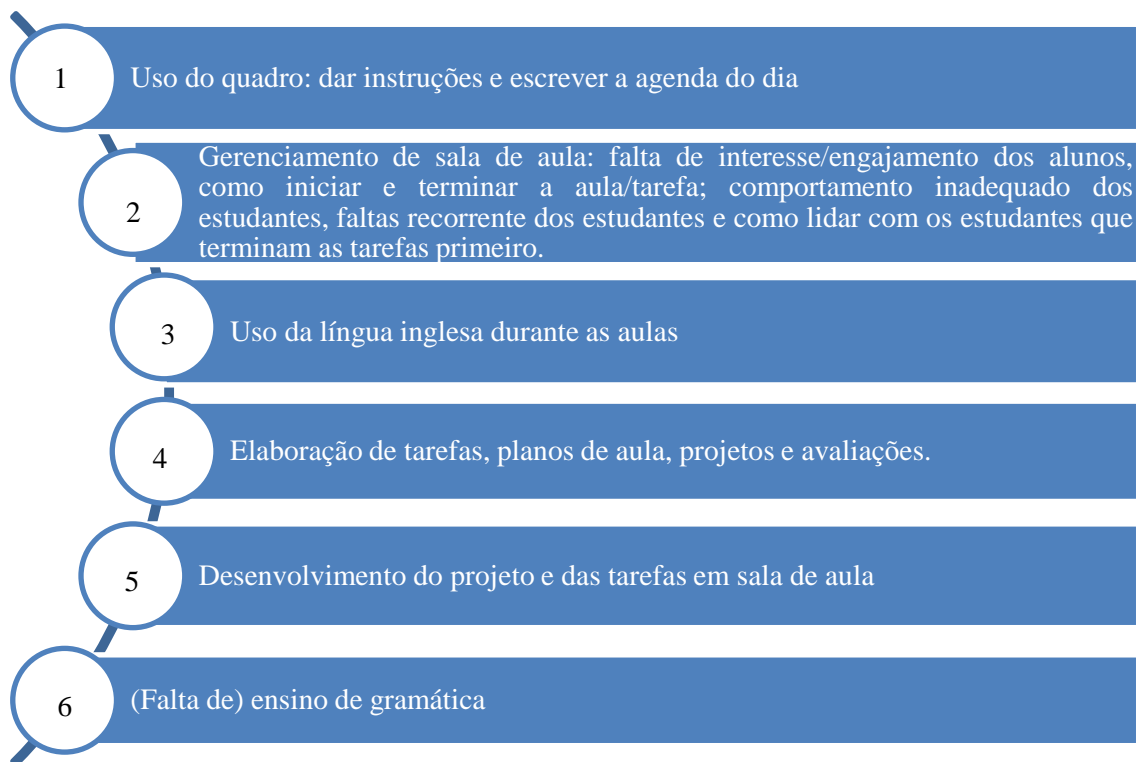 1
Uso do quadro: dar instruções e escrever a agenda do dia
2
Gerenciamento de sala de aula: falta de interesse/engajamento dos alunos,
como iniciar e terminar a aula/tarefa; comportamento inadequado dos
estudantes, faltas recorrente dos estudantes e como lidar com os estudantes que
terminam as tarefas primeiro.
3
Uso da língua inglesa durante as aulas
4
Elaboração de tarefas, planos de aula, projetos e avaliações.
5
Desenvolvimento do projeto e das tarefas em sala de aula
6
(Falta de) ensino de gramática